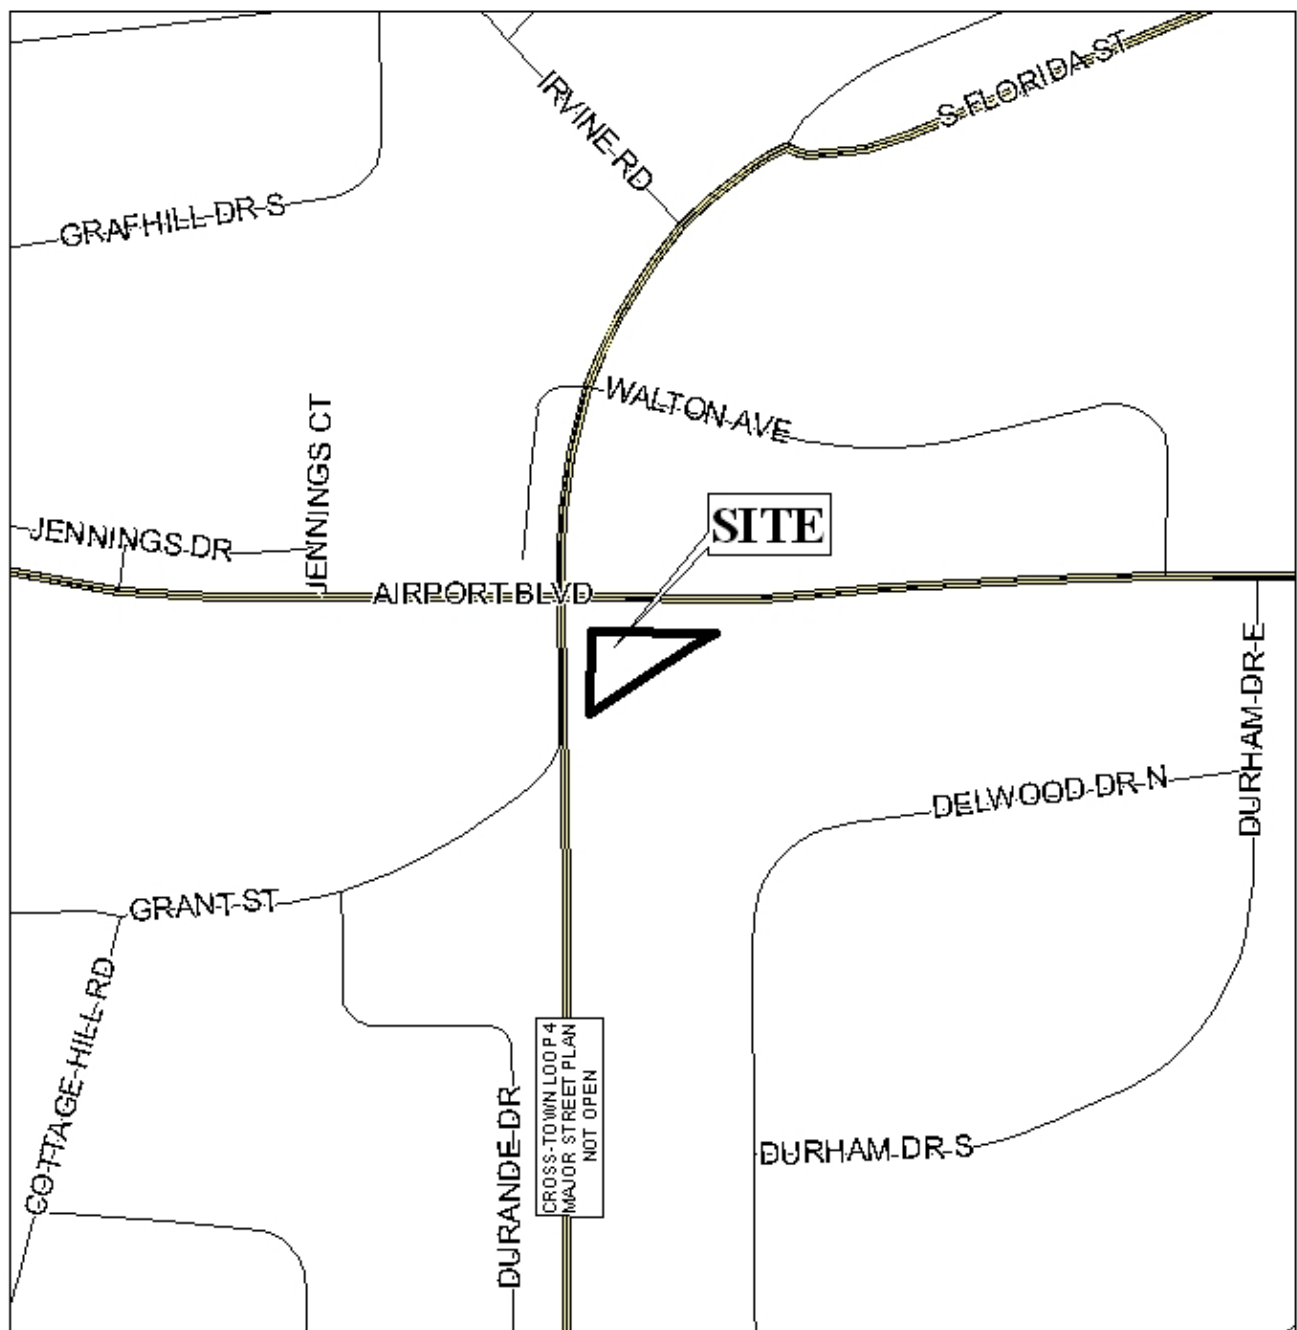 IRVINE RD
S FLORIDA ST
GRAFHILL DR S
WALTON AVE
JENNINGS CT
SITE
JENNINGS DR
AIRPORT BLVD
DURHAM DR E
DELWOOD DR N
GRANT ST
COTTAGE HILL RD
CROSS-TOWN LOOP 4
MAJOR STREET PLAN
NOT OPEN
DURANDE DR
DURHAM DR S